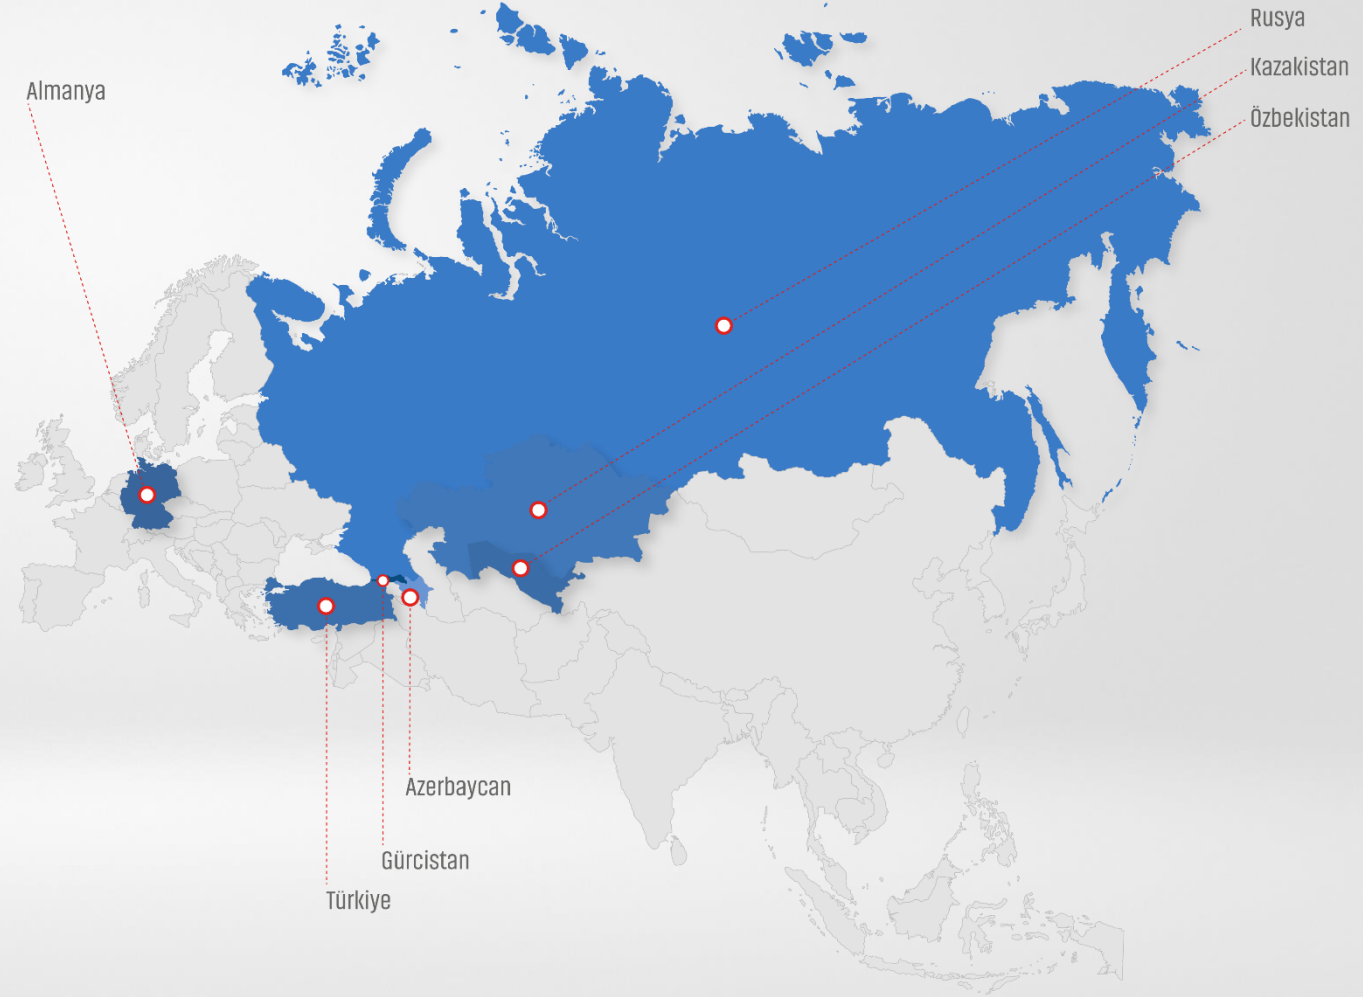 Rusya
Kazakistan
Almanya
Özbekistan
Azerbaycan
Gürcistan
Türkiye